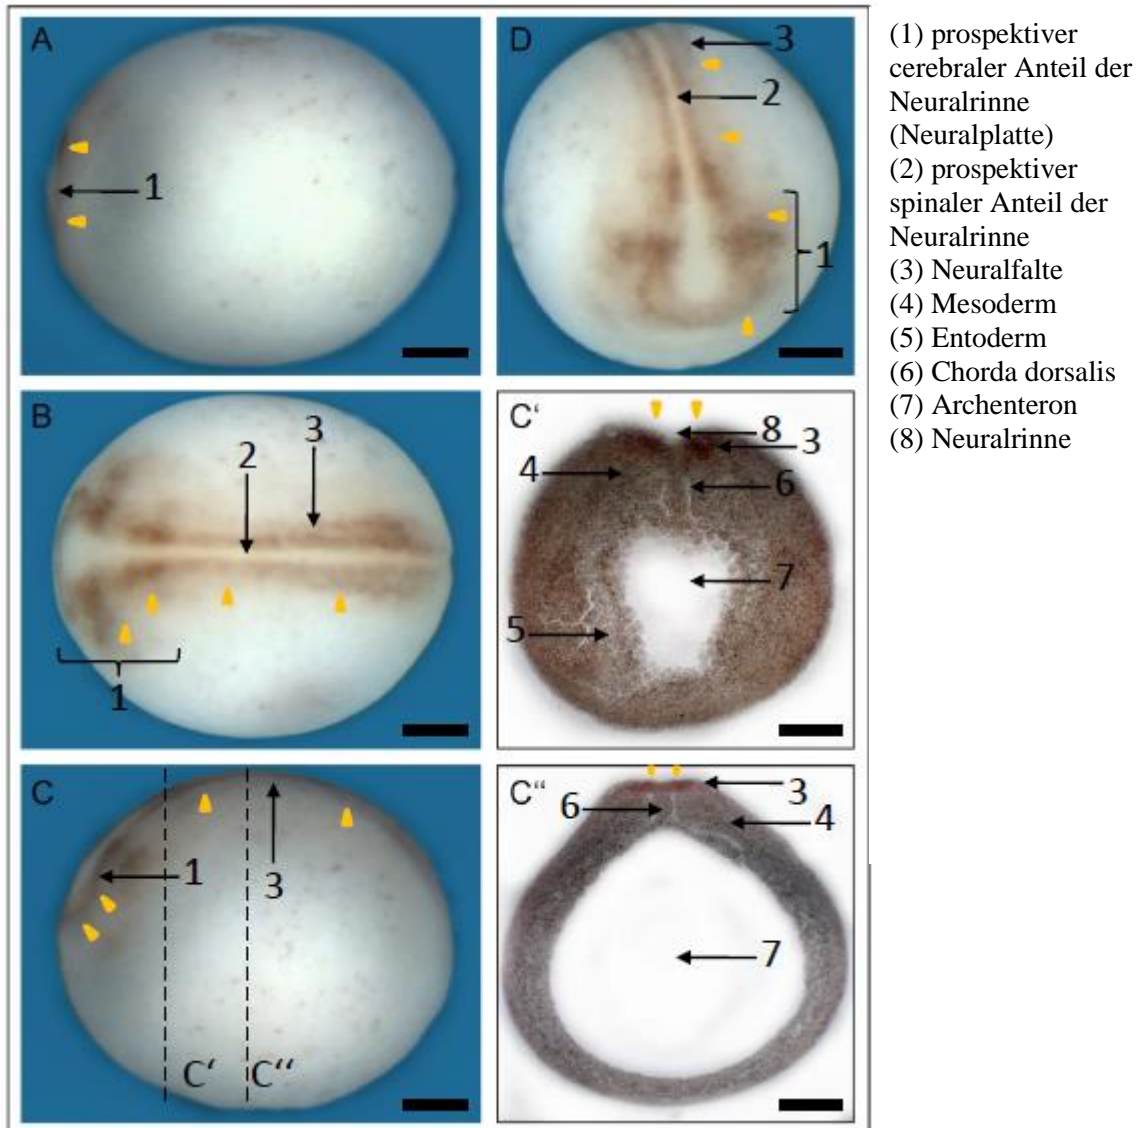 A
1
D
3
2
1
B
2
3
1
C'
8
3
4
6
7
5
C
1
3
C' C"
C"
3
6
4
7
(1) prospektiver
cerebraler Anteil der
Neuralrinne
(Neuralplatte)
(2) prospektiver
spinaler Anteil der
Neuralrinne
(3) Neuralfalte
(4) Mesoderm
(5) Entoderm
(6) Chorda dorsalis
(7) Archenteron
(8) Neuralrinne